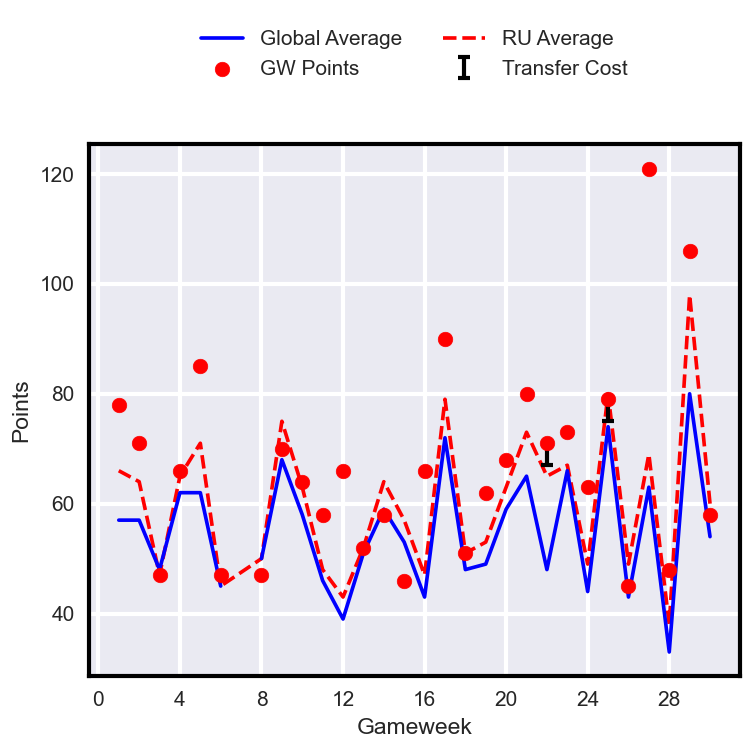 Global Average
RU Average
GW Points
Transfer Cost
120
100
80
60
40
Points
0 4 8 12 16 20 24 28
Gameweek